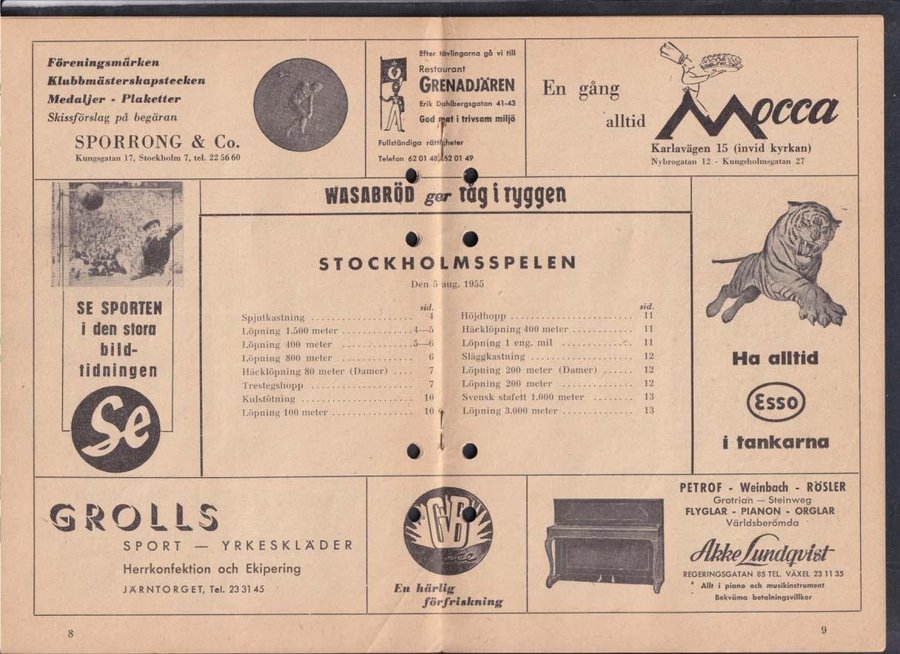 Föreningsmärken
Klubbmästerskapstecken
Medaljer - Plaketter
Skissförslag på begäran
SPORRONG & Co.
Kungsgatan 17, Stockholm 7, tel. 22 56 60
Efter tävlingarna gå vi till
Restaurant
GRENADJÄREN
Erik Dahlbergsgatan 41-43
God mat i trivsam miljö
Fullständiga rättigheter
Telefon 62 01 48, 62 01 49
En gång
alltid
Mocca
Karlavägen 15 (invid kyrkan)
Nybrogatan 12 - Kungsholmsgatan 27
WASABRÖD ger råg i ryggen
SE SPORTEN
i den stora
bild-
tidningen
Se
STOCKHOLMSSPELEN
Den 5 aug. 1955
sid.
Spjutkastning .................... 4
Löpning 1.500 meter ............ 4—5
Löpning 400 meter ............ 5—6
Löpning 800 meter ............ 6
Häcklöpning 80 meter (Damer) .... 7
Trestegshopp .................... 7
Kulstötning .................... 10
Löpning 100 meter ............ 10
sid.
Höjdhopp ........................ 11
Häcklöpning 400 meter ............ 11
Löpning 1 eng. mil ............ 11
Släggkastning .................... 12
Löpning 200 meter (Damer) ...... 12
Löpning 200 meter ............ 12
Svensk stafett 1.000 meter ........ 13
Löpning 3.000 meter ............ 13
Ha alltid
Esso
i tankarna
GROLLS
SPORT — YRKESKLÄDER
Herrkonfektion och Ekipering
JÄRNTORGET, Tel. 23 31 45
GB
En härlig
förfriskning
PETROF - Weinbach - RÖSLER
Grotrian — Steinweg
FLYGLAR - PIANON - ORGLAR
Världsberömda
Akke Lundqvist
REGERINGSGATAN 85 TEL. VÄXEL 23 11 35
* Allt i piano och musikinstrument
Bekväma betalningsvillkor
8
9